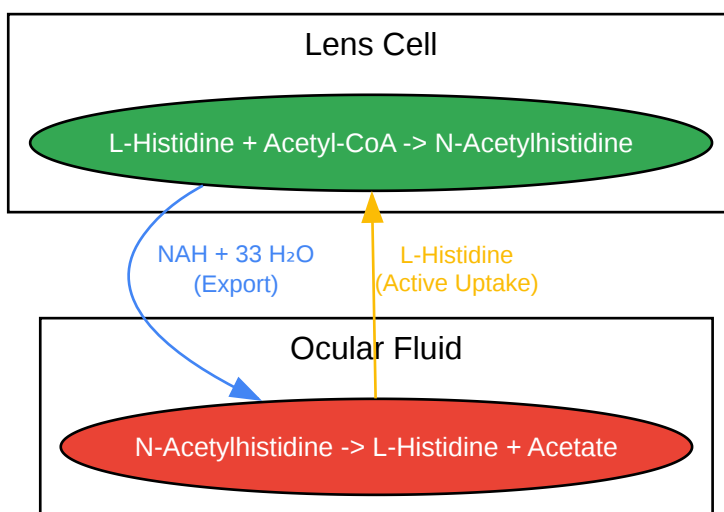 Lens Cell
L-Histidine + Acetyl-CoA -> N-Acetylhistidine
NAH + 33 H₂O
(Export)
L-Histidine
(Active Uptake)
Ocular Fluid
N-Acetylhistidine -> L-Histidine + Acetate